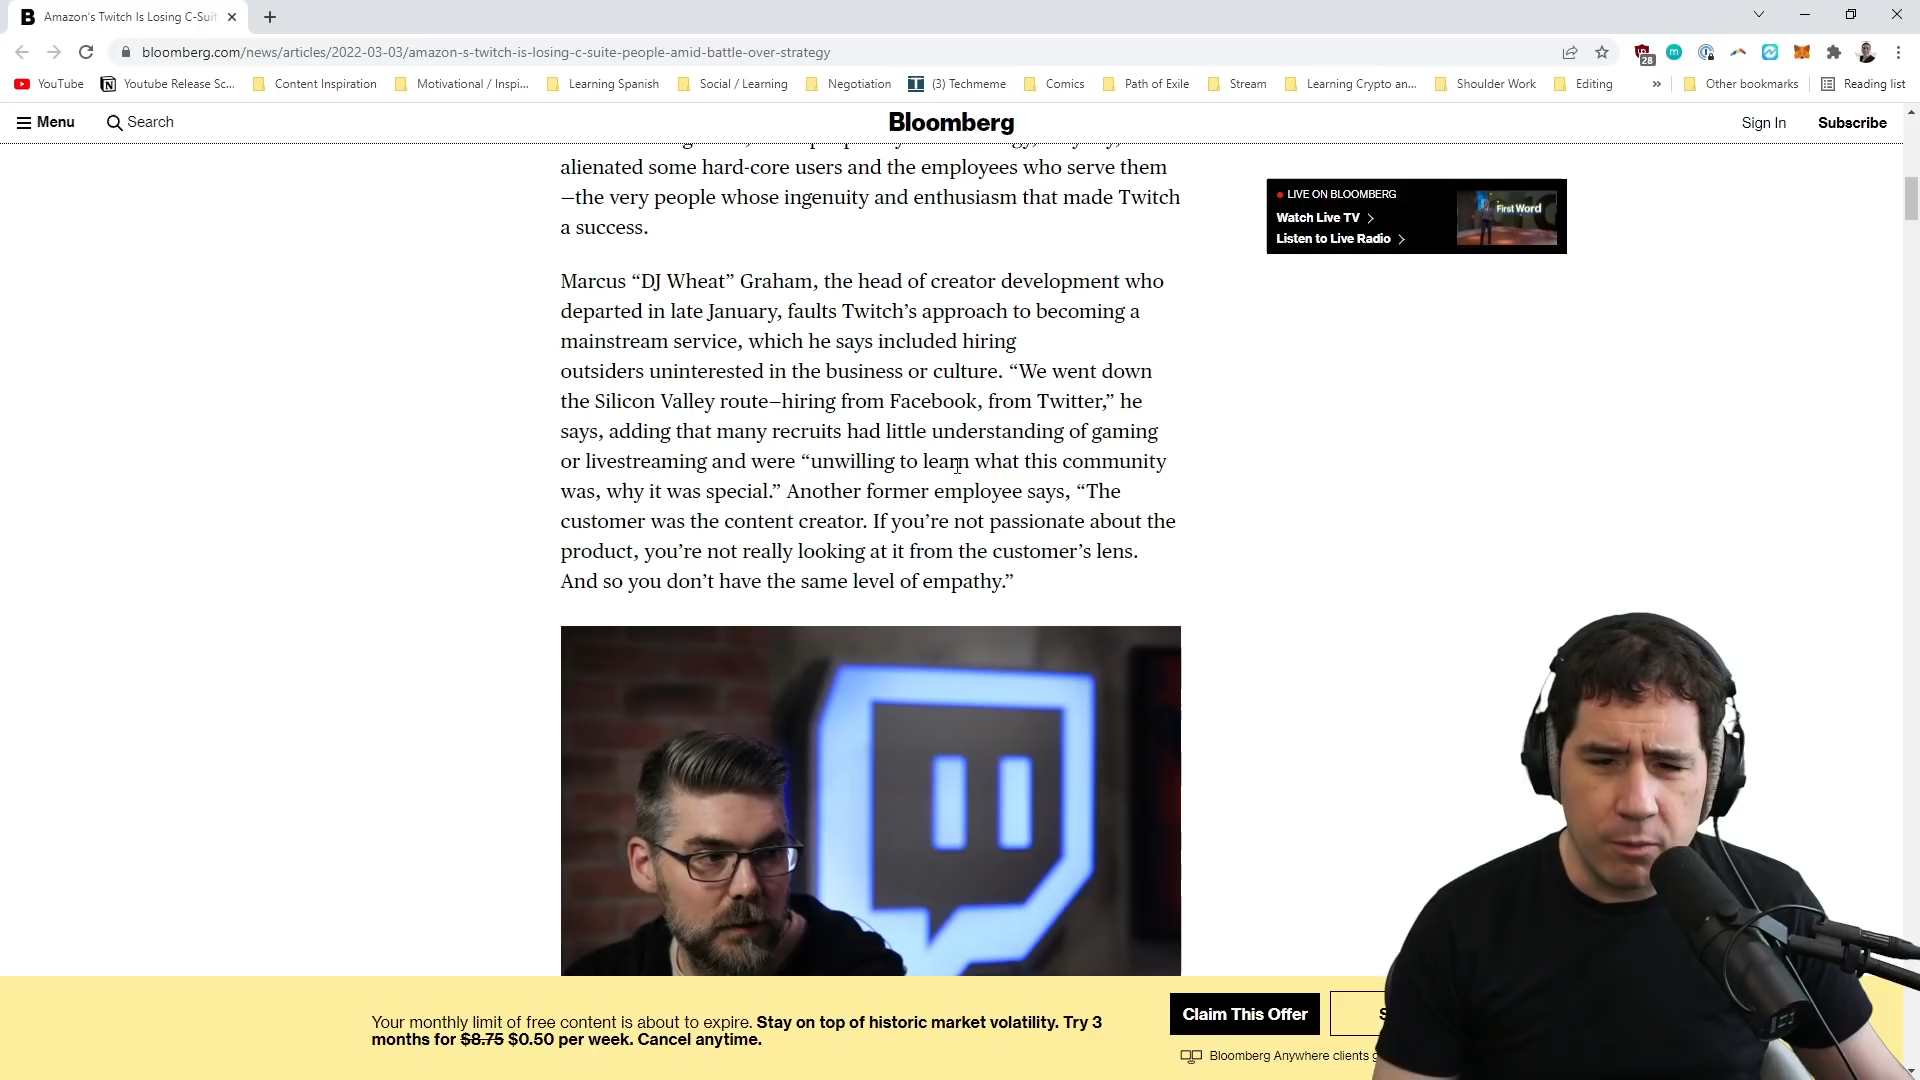 Amazon's Twitch Is Losing C-Suit
bloomberg.com/news/articles/2022-03-03/amazon-s-twitch-is-losing-c-suite-people-amid-battle-over-strategy
28
YouTube Youtube Release Sc... Content Inspiration Motivational / Inspi... Learning Spanish Social / Learning Negotiation (3) Techmeme Comics Path of Exile Stream Learning Crypto an... Shoulder Work Editing » Other bookmarks Reading list
Menu Search Bloomberg Sign In Subscribe
alienated some hard-core users and the employees who serve them
—the very people whose ingenuity and enthusiasm that made Twitch
a success.
LIVE ON BLOOMBERG
Watch Live TV >
Listen to Live Radio >
First Word
Marcus “DJ Wheat” Graham, the head of creator development who
departed in late January, faults Twitch’s approach to becoming a
mainstream service, which he says included hiring
outsiders uninterested in the business or culture. “We went down
the Silicon Valley route—hiring from Facebook, from Twitter,” he
says, adding that many recruits had little understanding of gaming
or livestreaming and were “unwilling to learn what this community
was, why it was special.” Another former employee says, “The
customer was the content creator. If you’re not passionate about the
product, you’re not really looking at it from the customer’s lens.
And so you don’t have the same level of empathy.”
Your monthly limit of free content is about to expire. Stay on top of historic market volatility. Try 3
months for $8.75 $0.50 per week. Cancel anytime.
Claim This Offer
Bloomberg Anywhere clients